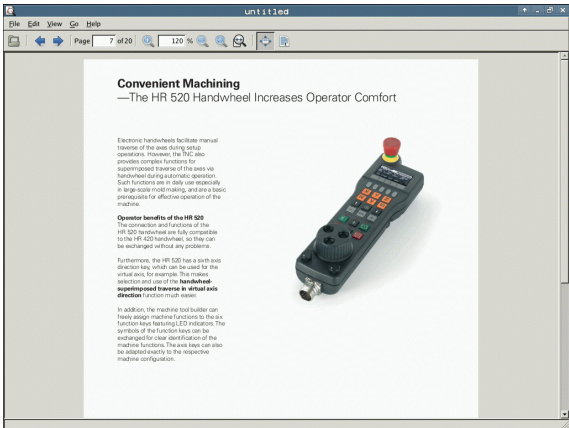 untitled
File Edit View Go Help
Page 7 of 20 120 %
Convenient Machining
—The HR 520 Handwheel Increases Operator Comfort
Electronic handwheels facilitate manual
traverse of the axes during setup
operations. However, the TNC also
provides complex functions for
superimposed traverse of the axes via
handwheel during automatic operation.
Such functions are in daily use especially
in large-scale mold making, and are a basic
prerequisite for effective operation of the
machine.
Operator benefits of the HR 520
The connection and functions of the
HR 520 handwheel are fully compatible
to the HR 420 handwheel, so they can
be exchanged without any problems.
Furthermore, the HR 520 has a sixth axis
direction key, which can be used for the
virtual axis, for example. This makes
selection and use of the handwheel-
superimposed traverse in virtual axis
direction function much easier.
In addition, the machine tool builder can
freely assign machine functions to the six
function keys featuring LED indicators. The
symbols of the function keys can be
exchanged for clear identification of the
machine functions. The axis keys can also
be adapted exactly to the respective
machine configuration.